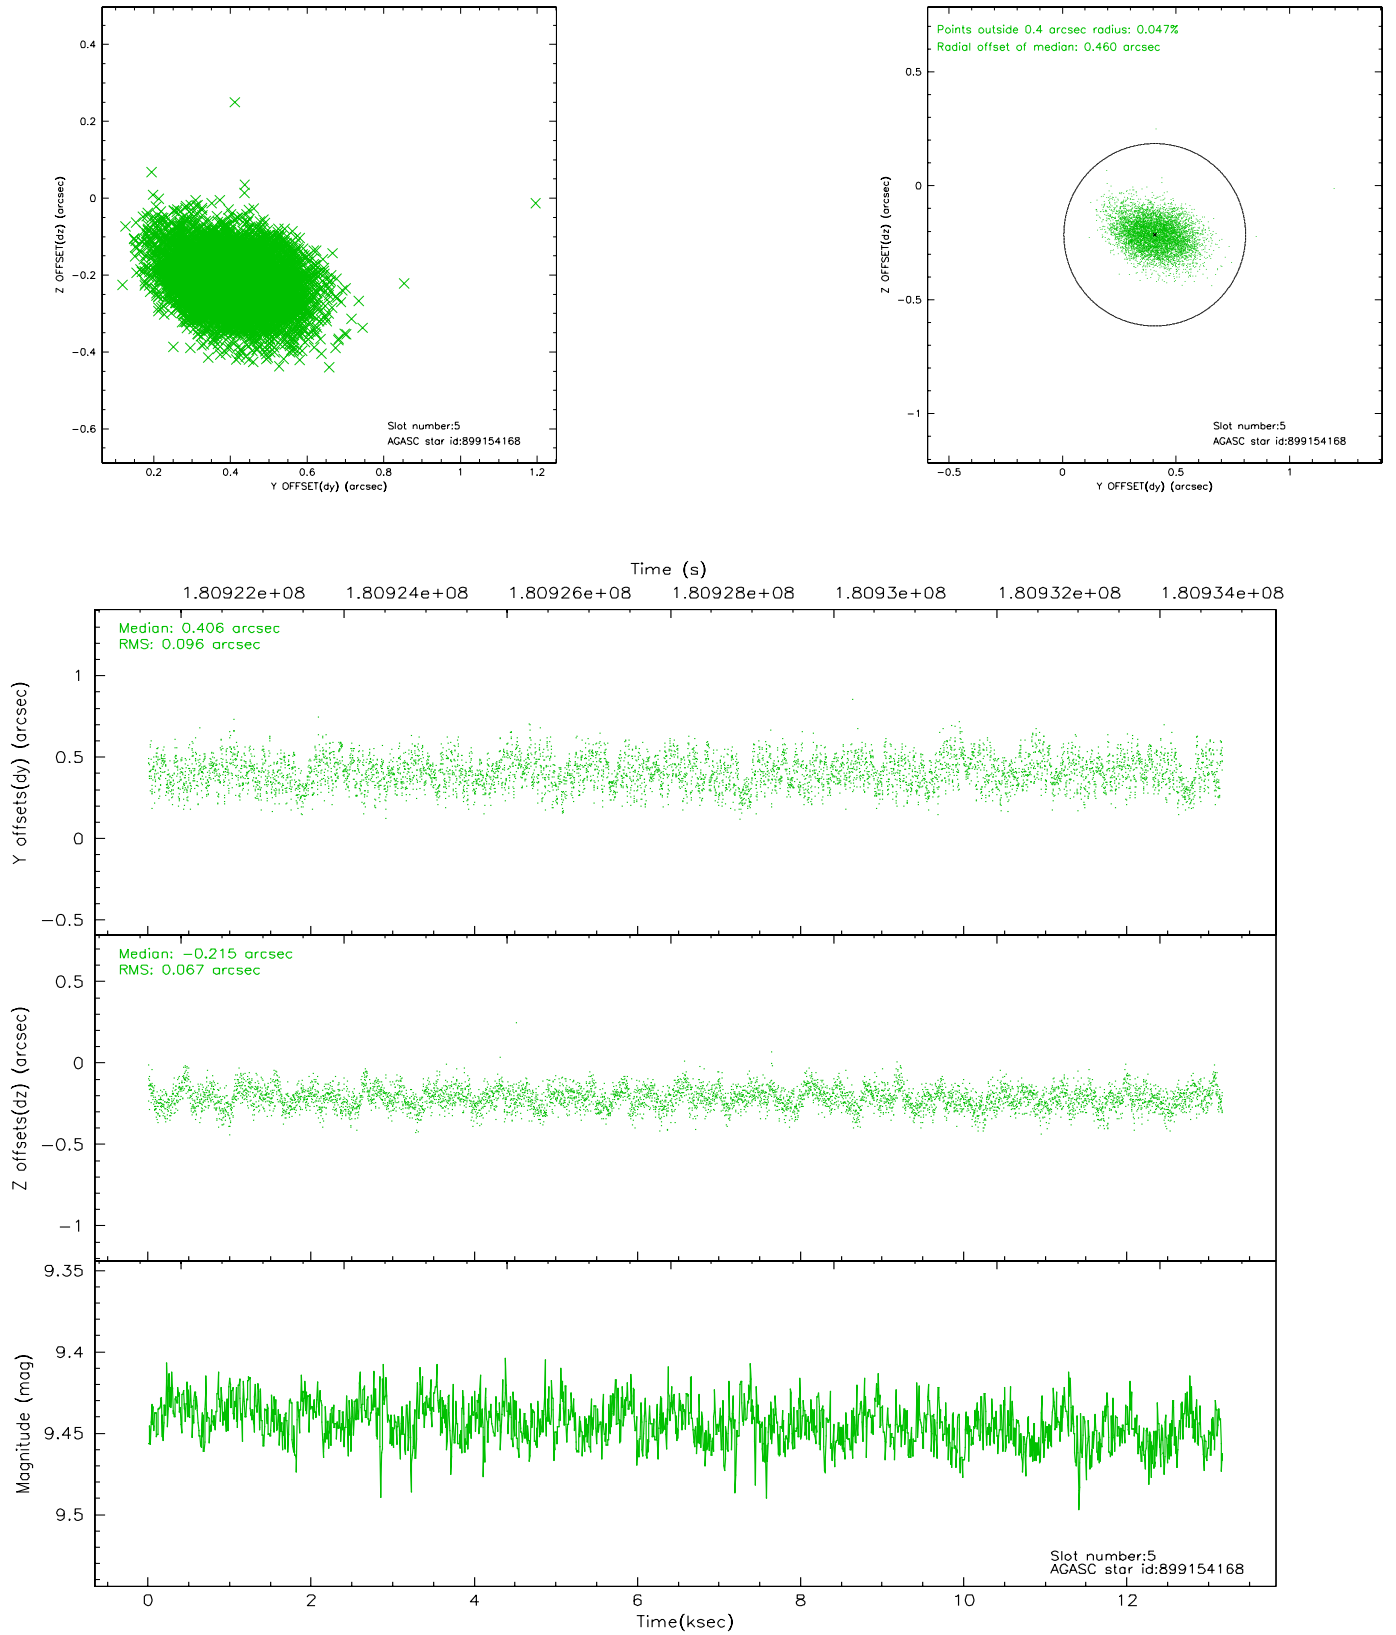 0.4
0.2
0
−0.2
−0.4
−0.6
Z OFFSET(dz) (arcsec)
0.2 0.4 0.6 0.8 1 1.2
Y OFFSET(dy) (arcsec)
Slot number:5
AGASC star id:899154168
Points outside 0.4 arcsec radius: 0.047%
Radial offset of median: 0.460 arcsec
0.5
0
−0.5
−1
Z OFFSET(dz) (arcsec)
−0.5 0 0.5 1
Y OFFSET(dy) (arcsec)
Slot number:5
AGASC star id:899154168
Time (s)
1.80922e+08 1.80924e+08 1.80926e+08 1.80928e+08 1.8093e+08 1.80932e+08 1.80934e+08
Median: 0.406 arcsec
RMS: 0.096 arcsec
1
0.5
0
−0.5
Y offsets(dy) (arcsec)
Median: −0.215 arcsec
RMS: 0.067 arcsec
0.5
0
−0.5
−1
Z offsets(dz) (arcsec)
9.35
9.4
9.45
9.5
Magnitude (mag)
Slot number:5
AGASC star id:899154168
0 2 4 6 8 10 12
Time(ksec)